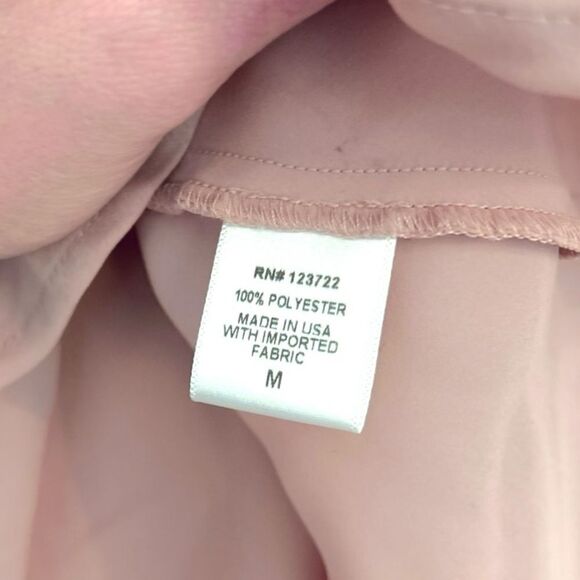 RN# 123722
100% POLYESTER
MADE IN USA
WITH IMPORTED
FABRIC
M